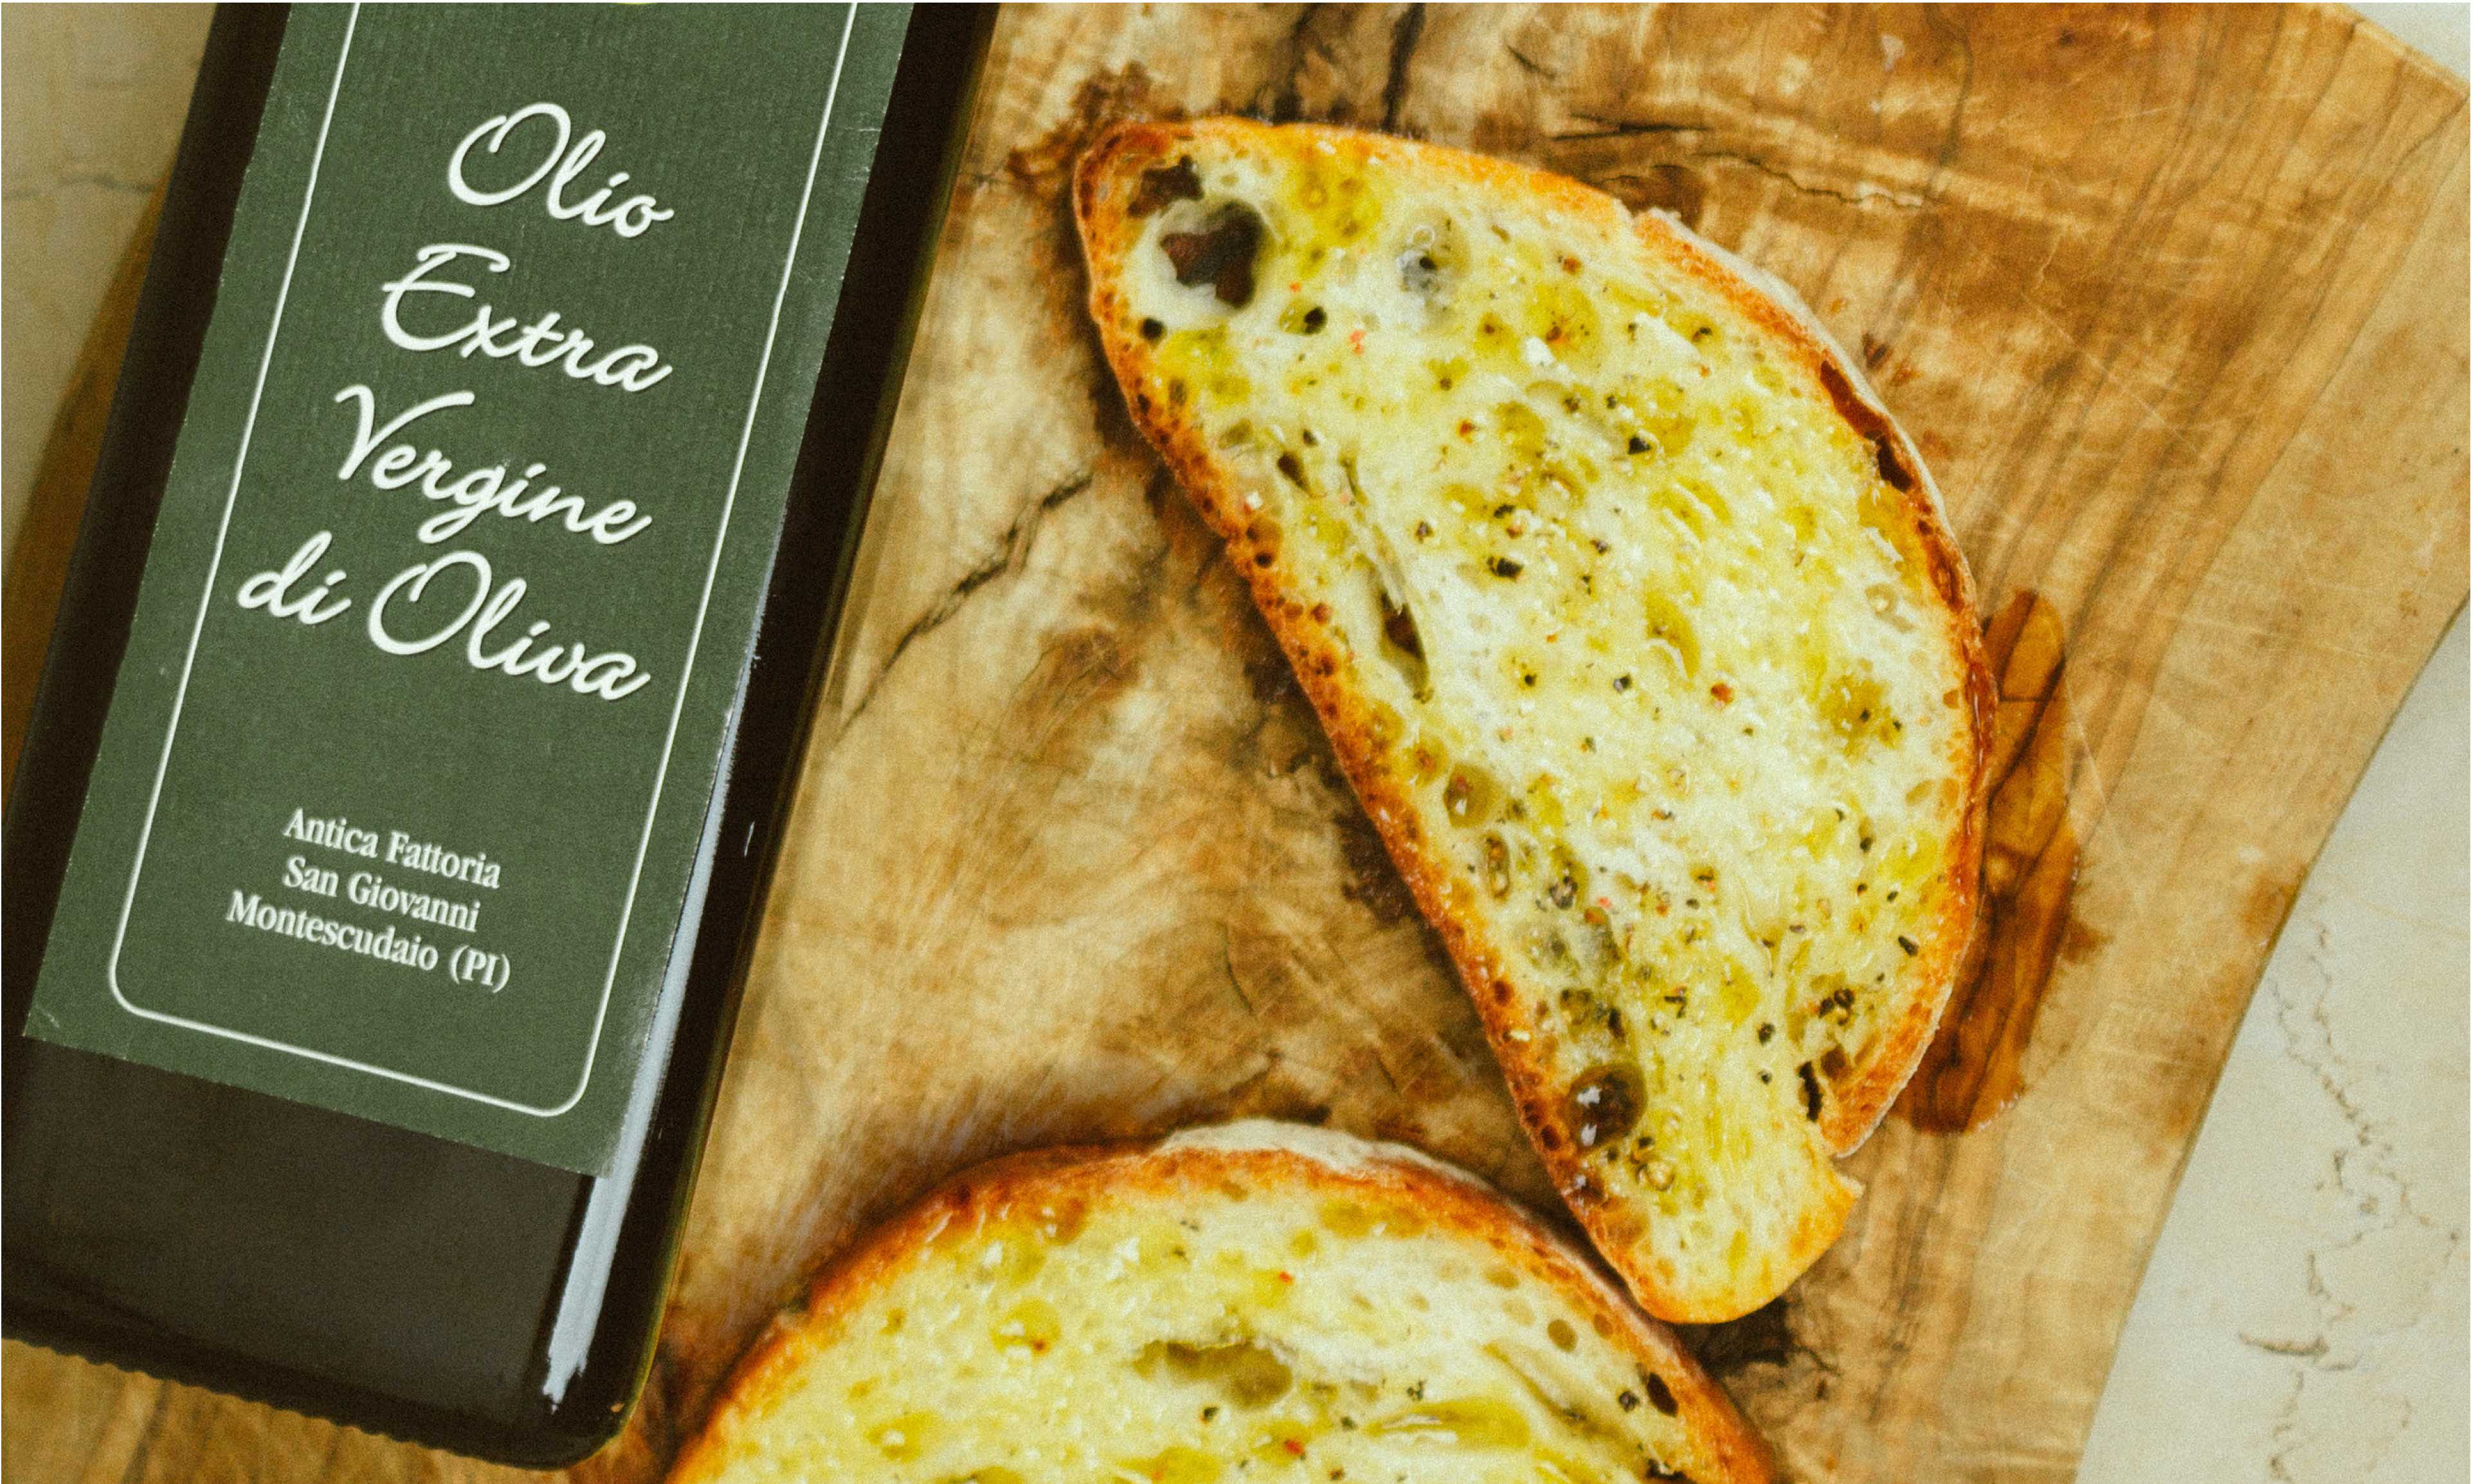 Olio
Extra
Vergine
di Oliva
Antica Fattoria
San Giovanni
Montescudaio (PI)